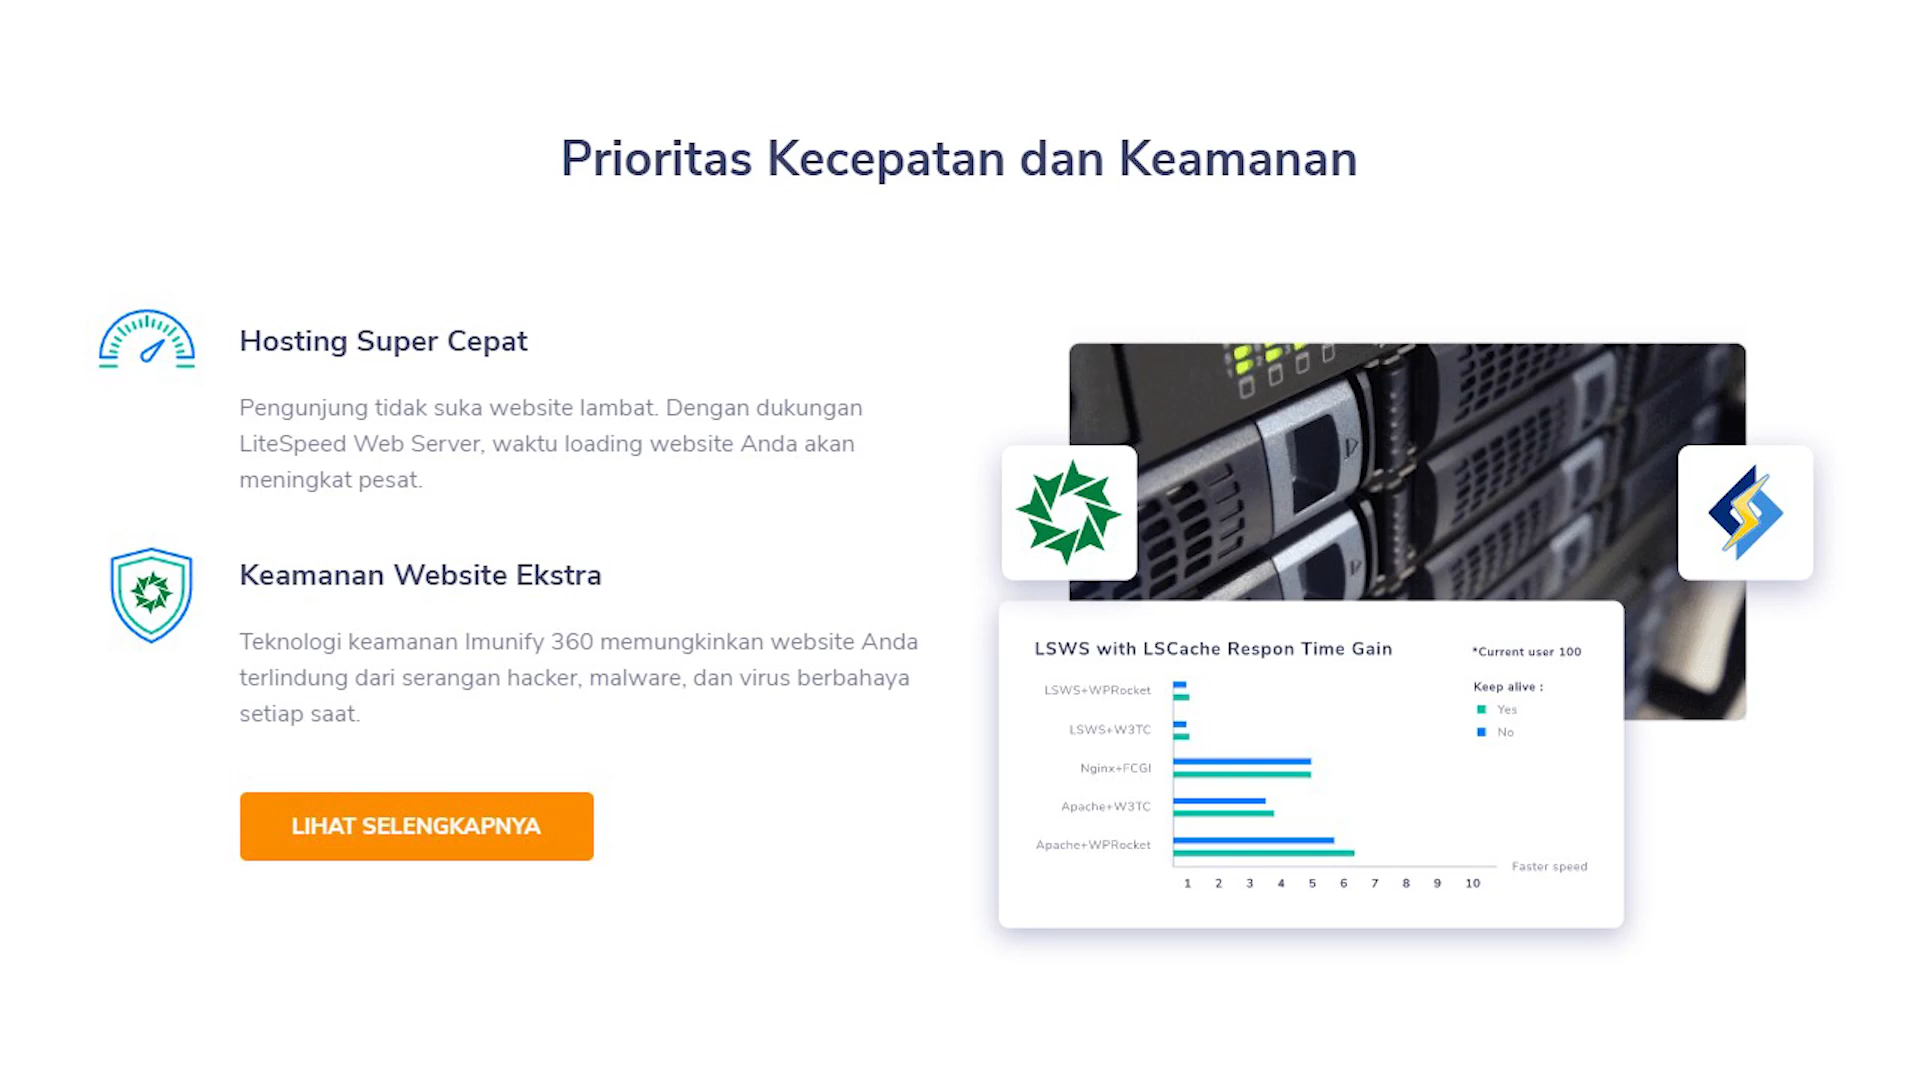 Prioritas Kecepatan dan Keamanan
Hosting Super Cepat
Pengunjung tidak suka website lambat. Dengan dukungan
LiteSpeed Web Server, waktu loading website Anda akan
meningkat pesat.
Keamanan Website Ekstra
Teknologi keamanan Imunify 360 memungkinkan website Anda
terlindung dari serangan hacker, malware, dan virus berbahaya
setiap saat.
LIHAT SELENGKAPNYA
LSWS with LSCache Respon Time Gain
*Current user 100
Keep alive :
Yes
No
LSWS+WPRocket
LSWS+W3TC
Nginx+FCGI
Apache+W3TC
Apache+WPRocket
Faster speed
1 2 3 4 5 6 7 8 9 10